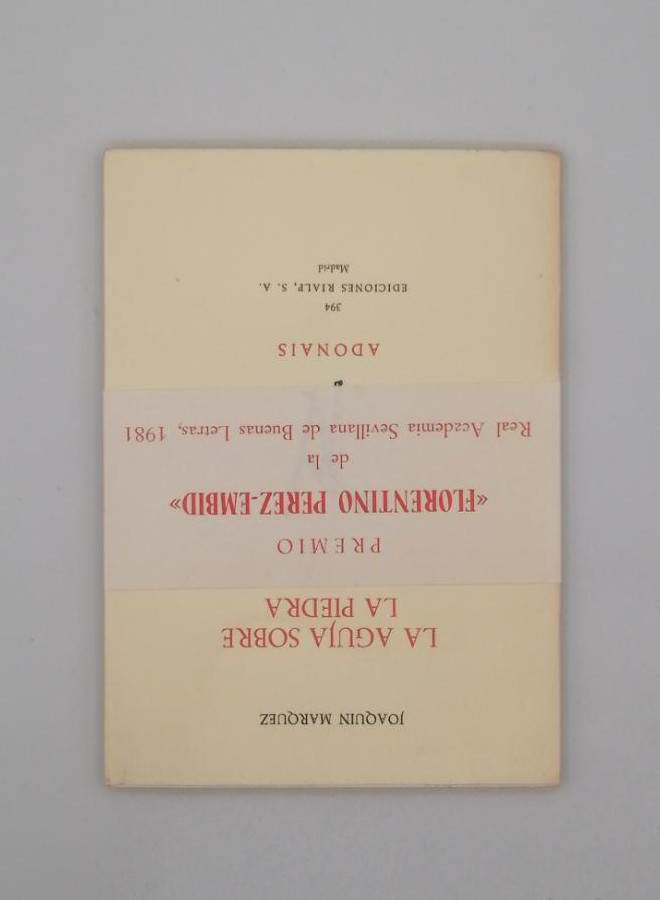 JOAQUIN MARQUEZ
LA AGUJA SOBRE
LA PIEDRA
PREMIO
«FLORENTINO PEREZ-EMBID»
de la
Real Academia Sevillana de Buenas Letras, 1981
ADONAIS
394
EDICIONES RIALP, S. A.
Madrid